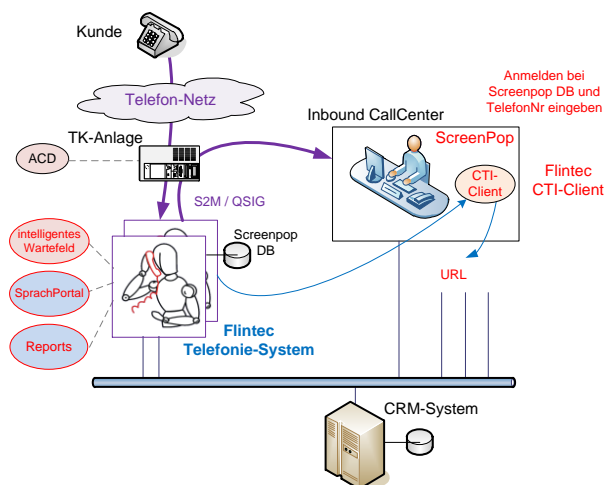 Kunde
Telefon-Netz
TK-Anlage
ACD
S2M / QSIG
Anmelden bei
Screenpop DB und
TelefonNr eingeben
Inbound CallCenter
ScreenPop
CTI-
Client
Flintec
CTI-Client
intelligentes
Wartefeld
SprachPortal
Reports
Screenpop
DB
Flintec
Telefonie-System
URL
CRM-System